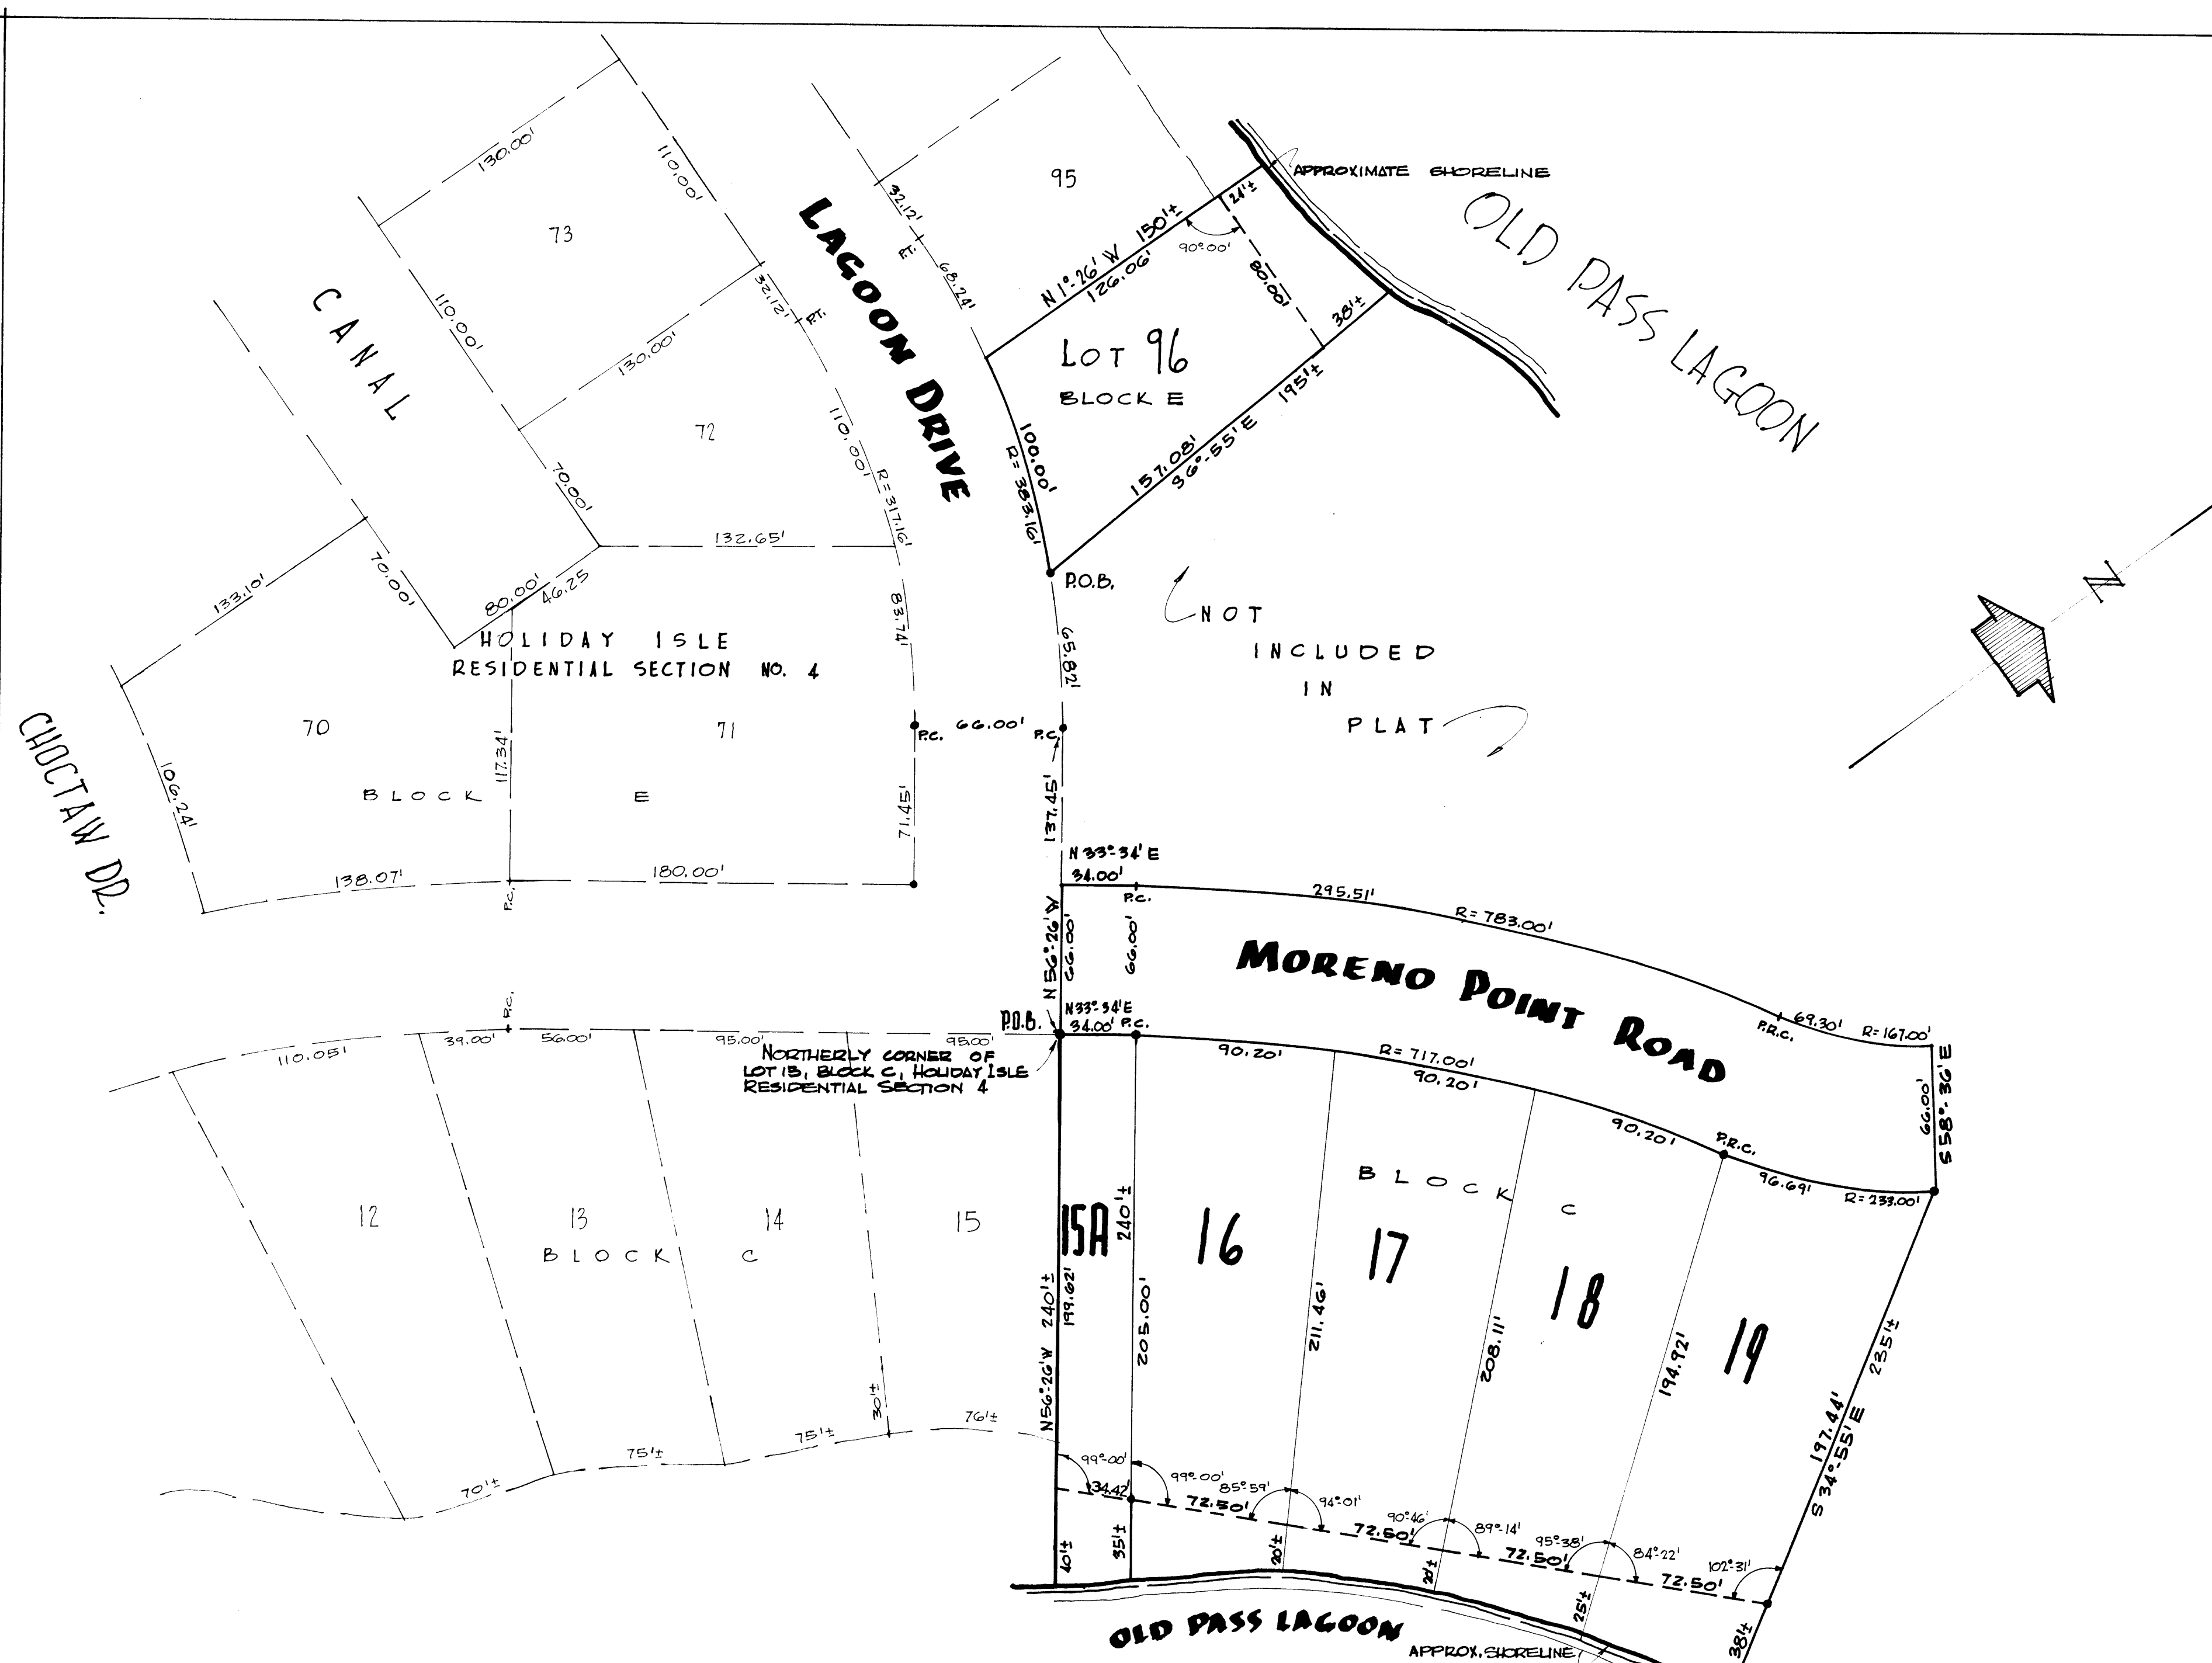 130.00'
110.00'
73
32.12'
P.T.
68.24'
95
APPROXIMATE SHORELINE
OLD PASS LAGOON
24'±
N 1°-26' W 150'±
126.06'
90°00'
80.00'
38'±
LOT 96
BLOCK E
195'±
157.08'
S 6°-55' E
100.00'
R = 383.16'
P.O.B.
LAGOON DRIVE
CANAL
110.00'
32.12'
P.T.
130.00'
72
110.00'
R = 317.16'
70.00'
132.65'
70.00'
80.00'
46.25
133.10'
HOLIDAY ISLE
RESIDENTIAL SECTION NO. 4
83.74'
65.82'
NOT
INCLUDED
IN
PLAT
N
CHOCTAW DR.
70
71
117.34'
106.24'
BLOCK E
P.C. 66.00' P.C.
71.45'
137.45'
138.07'
P.C.
180.00'
N 33°-34' E
34.00'
P.C.
295.51'
R = 783.00'
N 56°-26' W
66.00'
66.00'
MORENO POINT ROAD
P.R.C.
69.30'
R = 167.00'
66.00'
S 58°-36' E
P.C.
P.O.B.
N 33°-34' E
34.00' P.C.
110.05'
39.00'
56.00'
95.00'
95.00'
NORTHERLY CORNER OF
LOT 15, BLOCK C, HOLIDAY ISLE
RESIDENTIAL SECTION 4
90.20'
R = 717.00'
90.20'
90.20'
P.R.C.
96.69'
R = 233.00'
12
13
14
15
BLOCK C
15A
16
17
18
19
BLOCK C
240'±
205.00'
N 56°-26' W 240'±
199.62'
211.46'
208.11'
194.92'
235'±
197.44'
S 34°-55' E
70'±
75'±
75'±
30'±
76'±
99°-00'
34.42'
99°-00'
72.50'
85°-59'
94°-01'
72.50'
90°-46'
89°-14'
72.50'
95°-38'
84°-22'
72.50'
102°-31'
40'±
35'±
20'±
20'±
25'±
38'±
OLD PASS LAGOON
APPROX. SHORELINE